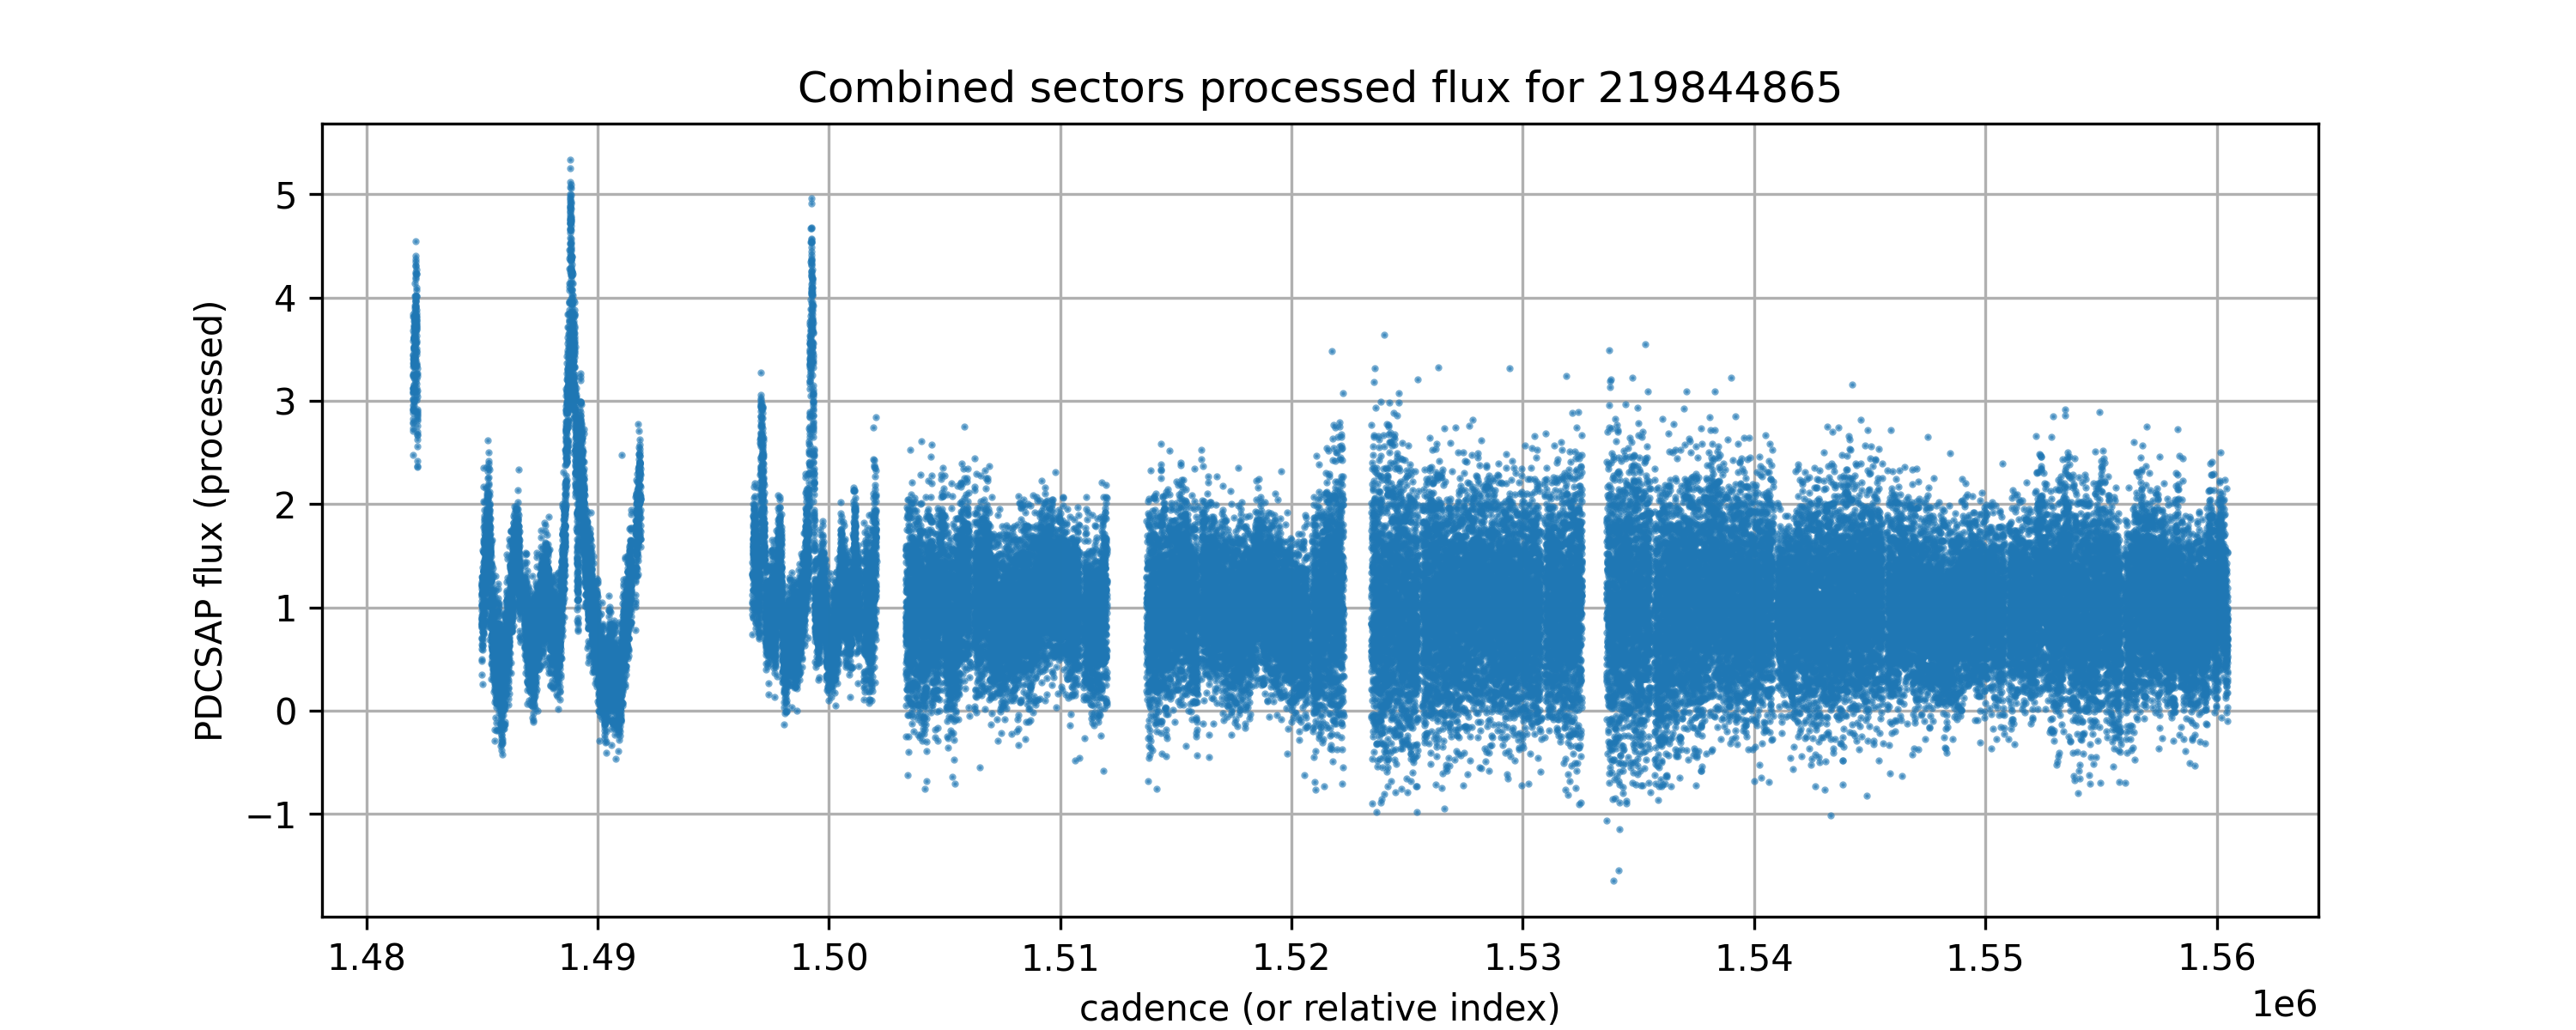 Combined sectors processed flux for 219844865
PDCSAP flux (processed)
5
4
3
2
1
0
−1
1.48 1.49 1.50 1.51 1.52 1.53 1.54 1.55 1.56
1e6
cadence (or relative index)